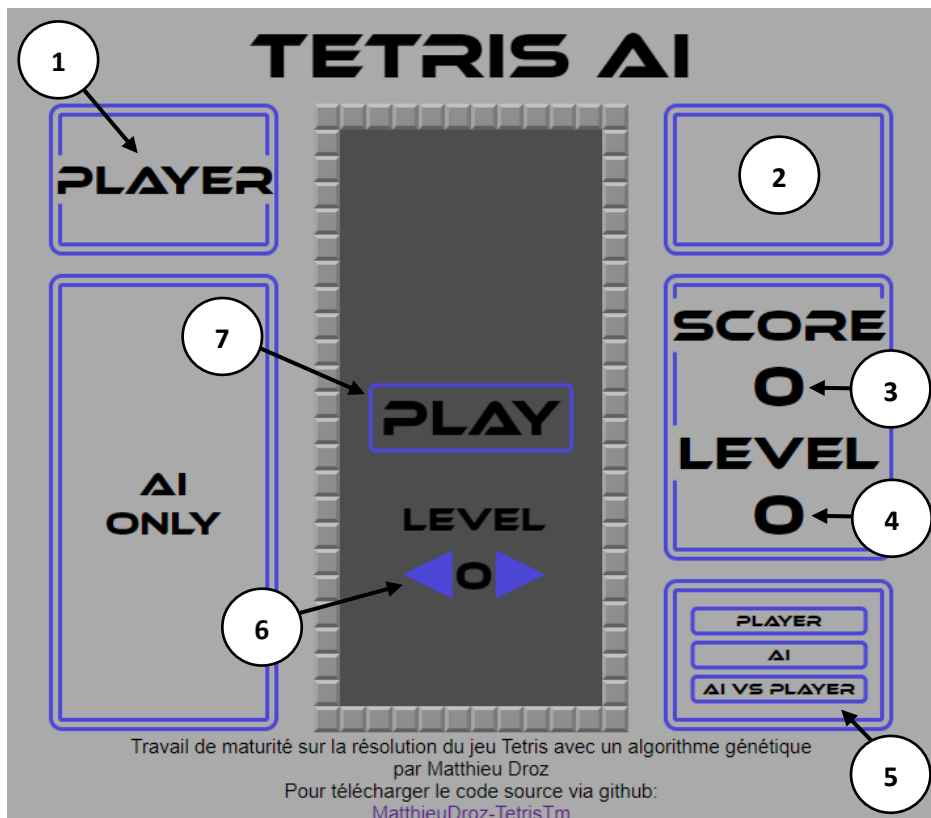 TETRIS AI
1
PLAYER
2
7
SCORE
0
3
PLAY
LEVEL
AI
ONLY
LEVEL
0
4
0
6
PLAYER
AI
AI VS PLAYER
5
Travail de maturité sur la résolution du jeu Tetris avec un algorithme génétique
par Matthieu Droz
Pour télécharger le code source via github:
MatthieuDroz-TetrisTm